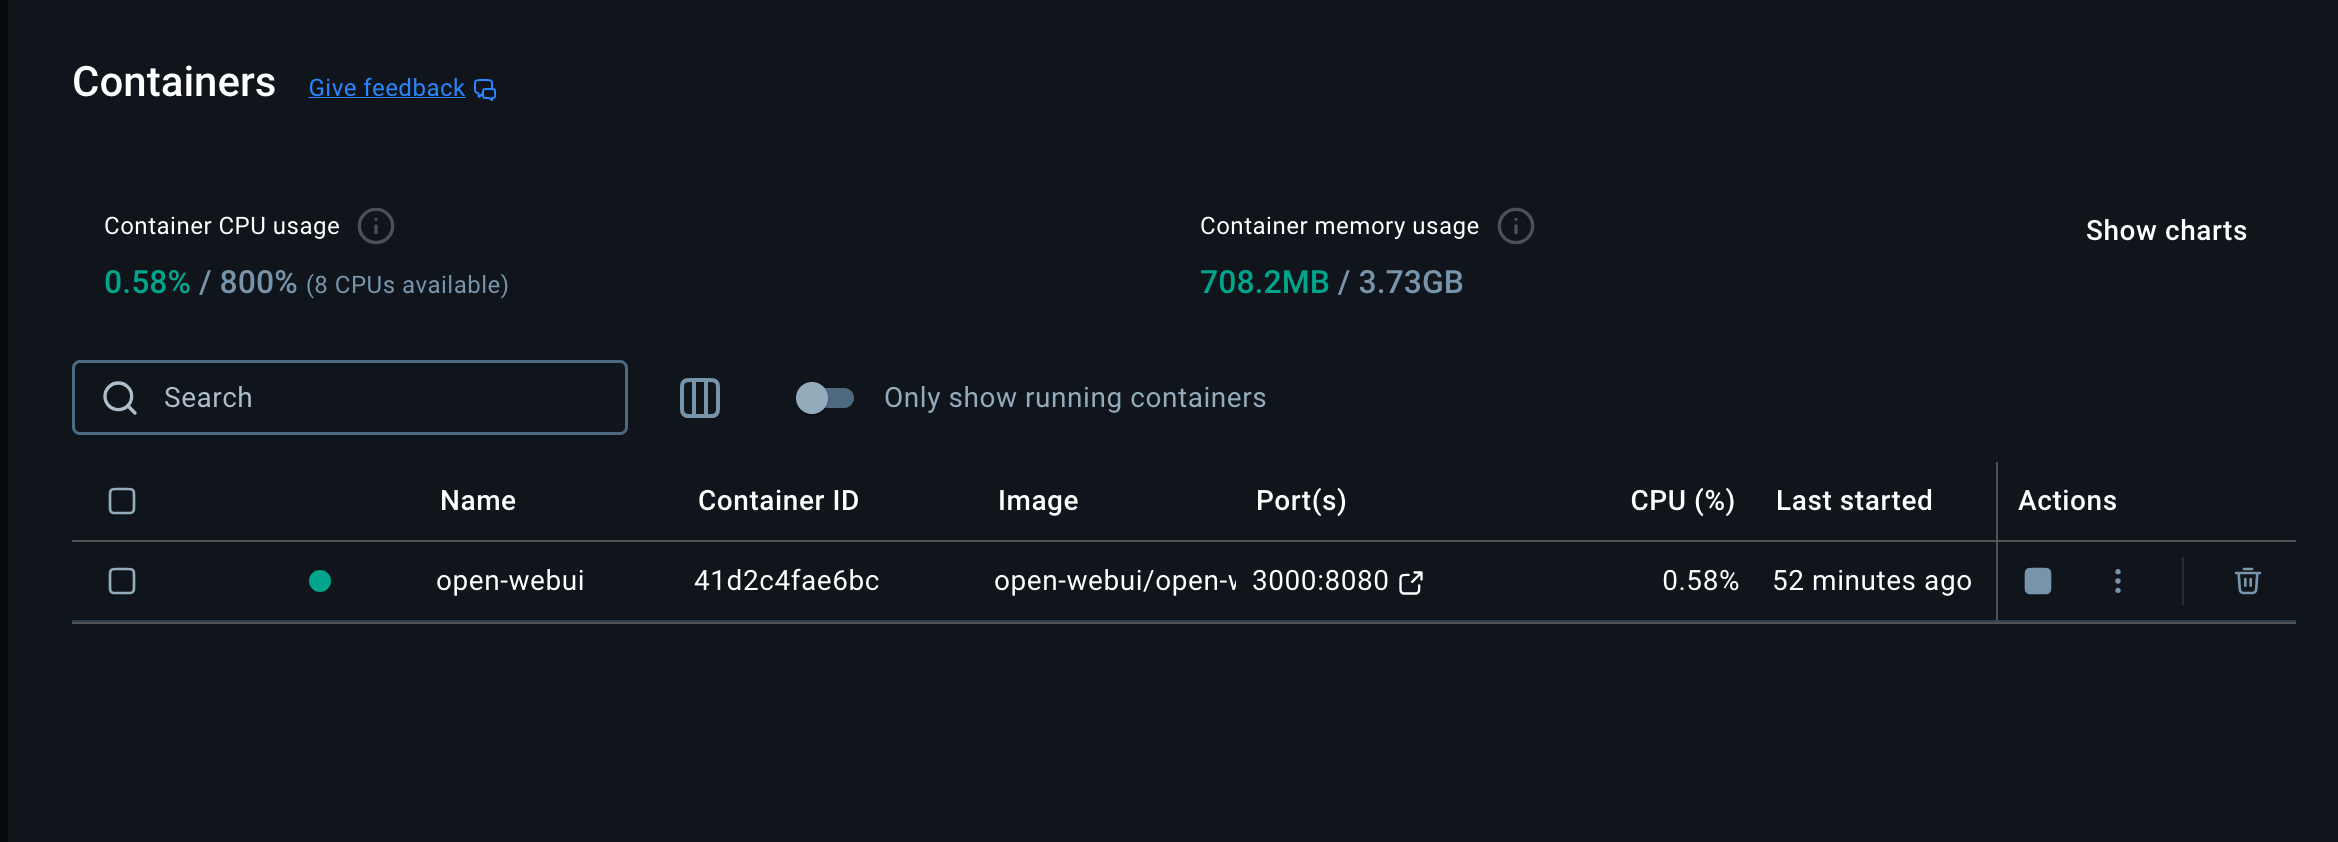 Containers Give feedback
Container CPU usage
0.58% / 800% (8 CPUs available)
Container memory usage
708.2MB / 3.73GB
Show charts
Search
Only show running containers
Name Container ID Image Port(s) CPU (%) Last started Actions
open-webui 41d2c4fae6bc open-webui/open-w 3000:8080 0.58% 52 minutes ago